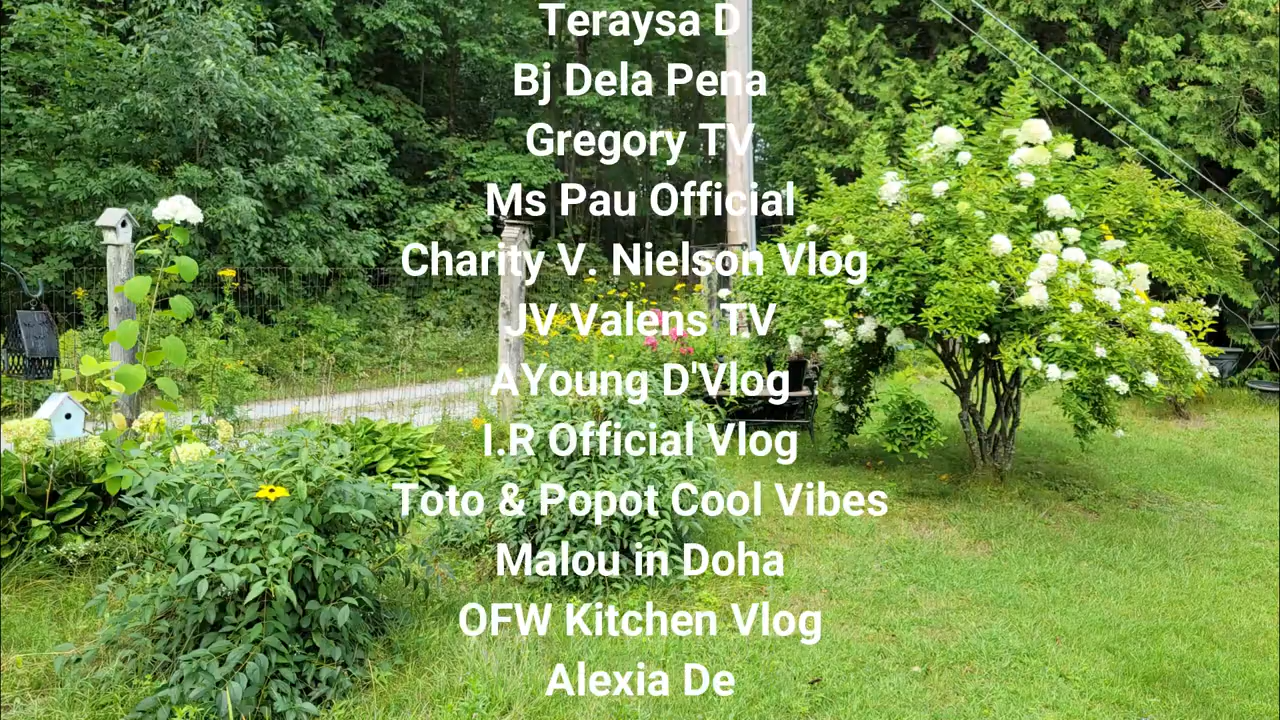 Teraysa D
Bj Dela Pena
Gregory TV
Ms Pau Official
Charity V. Nielson Vlog
JV Valens TV
AYoung D'Vlog
I.R Official Vlog
Toto & Popot Cool Vibes
Malou in Doha
OFW Kitchen Vlog
Alexia De